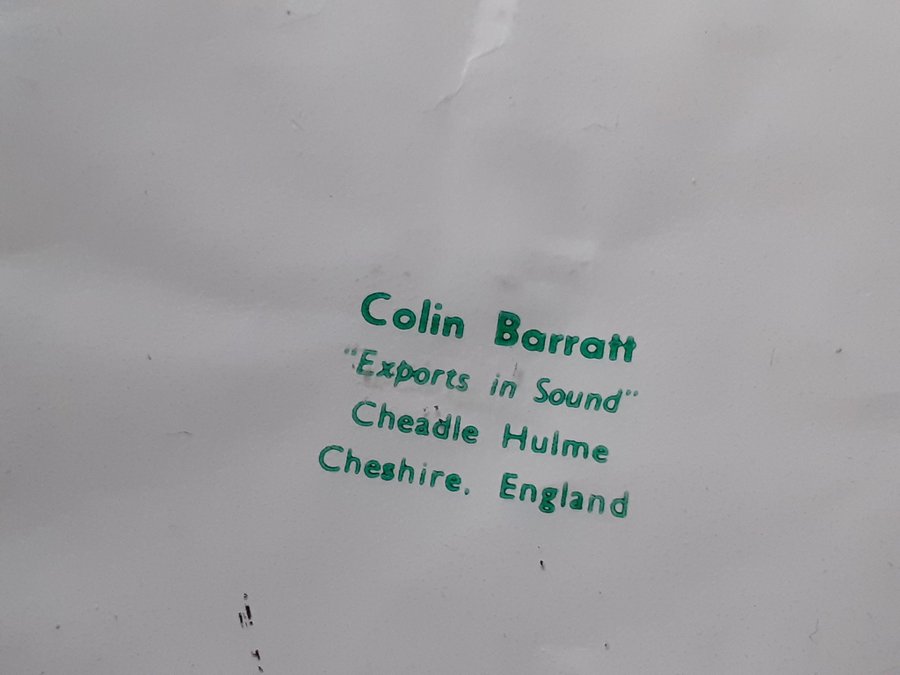 Colin Barratt
"Exports in Sound"
Cheadle Hulme
Cheshire. England